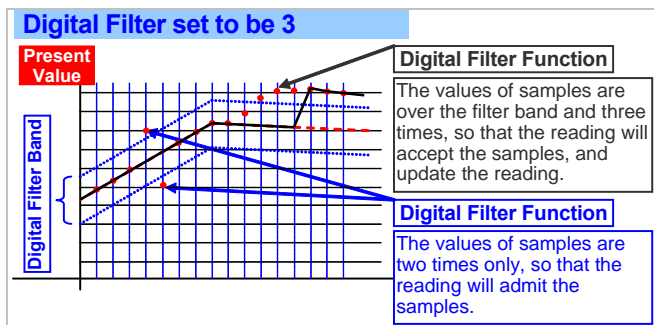 Digital Filter set to be 3
Present
Value
Digital Filter Band
Digital Filter Function
The values of samples are
over the filter band and three
times, so that the reading will
accept the samples, and
update the reading.
Digital Filter Function
The values of samples are
two times only, so that the
reading will admit the
samples.